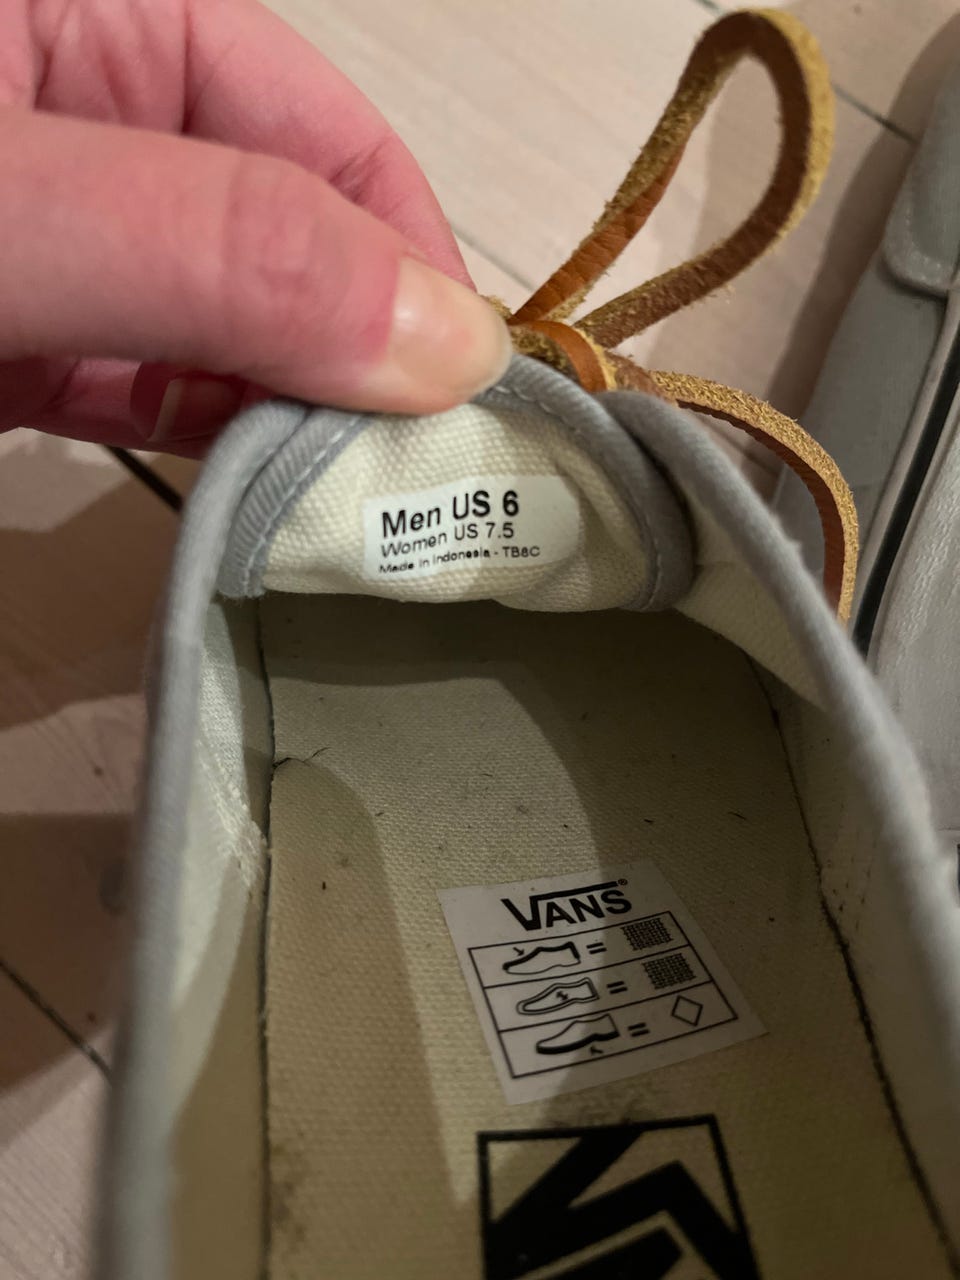 Men US 6
Women US 7.5
Made in Indonesia - TB8C
VANS®
=
=
=